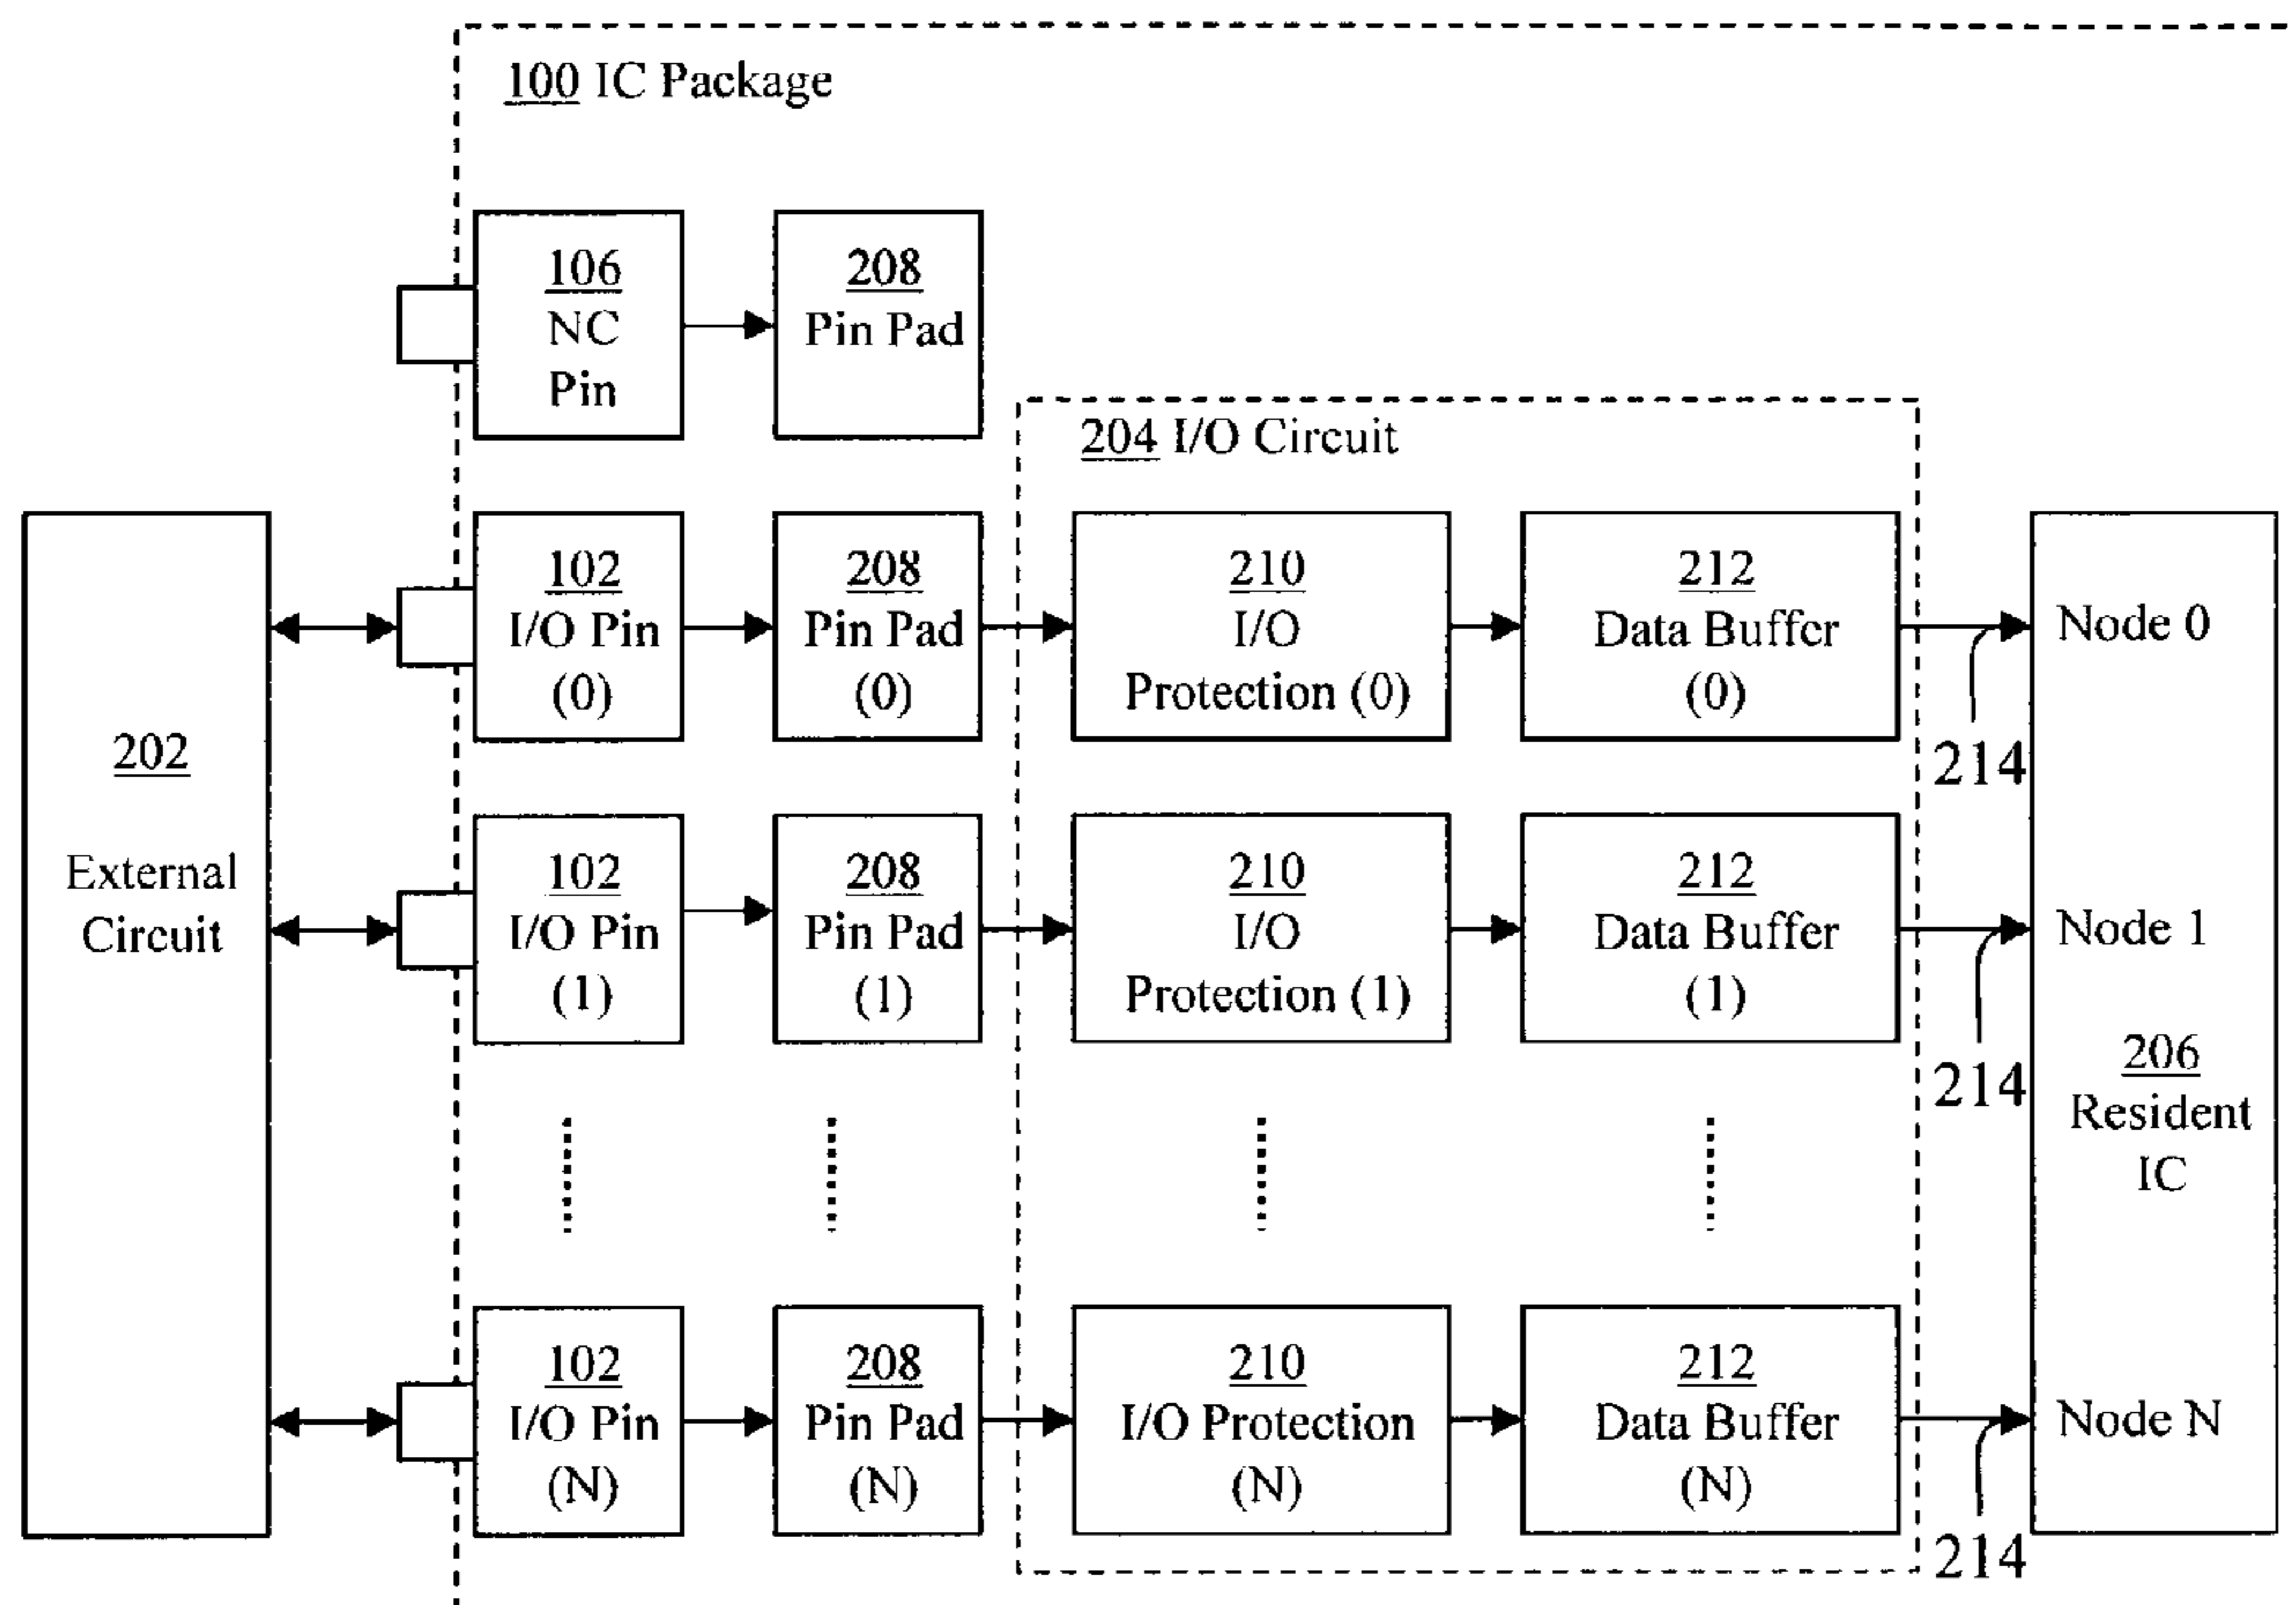 100 IC Package
106
NC
Pin
208
Pin Pad
204 I/O Circuit
202
External
Circuit
102
I/O Pin
(0)
208
Pin Pad
(0)
210
I/O
Protection (0)
212
Data Buffer
(0)
214
Node 0
102
I/O Pin
(1)
208
Pin Pad
(1)
210
I/O
Protection (1)
212
Data Buffer
(1)
214
Node 1
206
Resident
IC
102
I/O Pin
(N)
208
Pin Pad
(N)
210
I/O Protection
(N)
212
Data Buffer
(N)
214
Node N